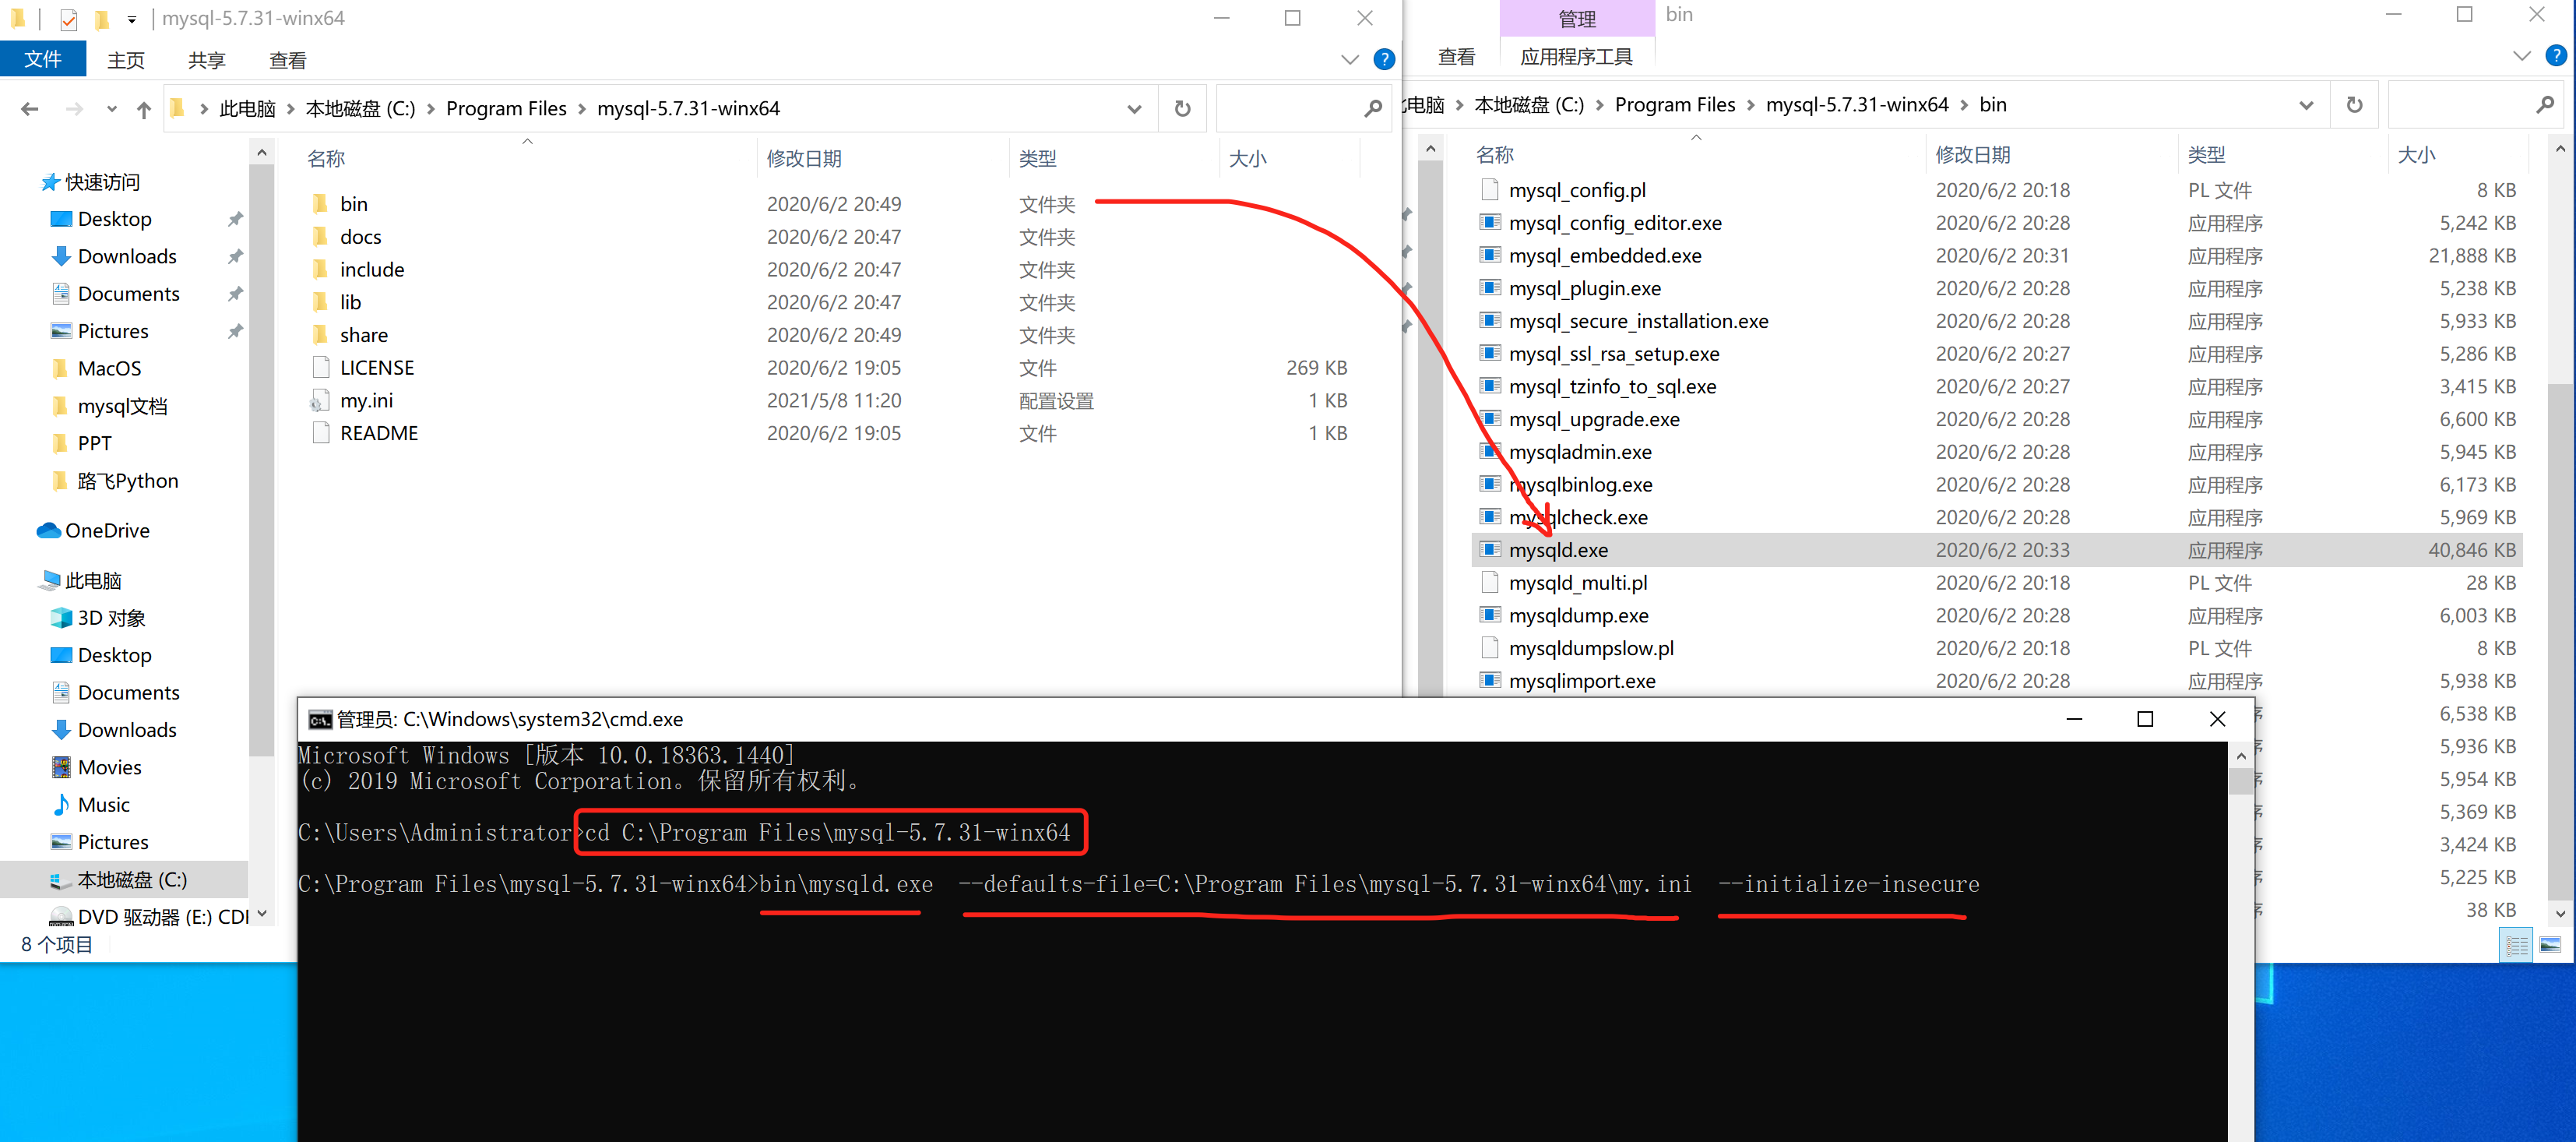 mysql-5.7.31-winx64
文件 主页 共享 查看
此电脑 本地磁盘 (C:) Program Files mysql-5.7.31-winx64
名称 修改日期 类型 大小
快速访问
Desktop
Downloads
Documents
Pictures
MacOS
mysql文档
PPT
路飞Python
OneDrive
此电脑
3D 对象
Desktop
Documents
Downloads
Movies
Music
Pictures
本地磁盘 (C:)
DVD 驱动器 (E:)
8 个项目
bin 2020/6/2 20:49 文件夹
docs 2020/6/2 20:47 文件夹
include 2020/6/2 20:47 文件夹
lib 2020/6/2 20:47 文件夹
share 2020/6/2 20:49 文件夹
LICENSE 2020/6/2 19:05 文件 269 KB
my.ini 2021/5/8 11:20 配置设置 1 KB
README 2020/6/2 19:05 文件 1 KB
管理 bin
查看 应用程序工具
电脑 本地磁盘 (C:) Program Files mysql-5.7.31-winx64 bin
名称 修改日期 类型 大小
mysql_config.pl 2020/6/2 20:18 PL 文件 8 KB
mysql_config_editor.exe 2020/6/2 20:28 应用程序 5,242 KB
mysql_embedded.exe 2020/6/2 20:31 应用程序 21,888 KB
mysql_plugin.exe 2020/6/2 20:28 应用程序 5,238 KB
mysql_secure_installation.exe 2020/6/2 20:28 应用程序 5,933 KB
mysql_ssl_rsa_setup.exe 2020/6/2 20:27 应用程序 5,286 KB
mysql_tzinfo_to_sql.exe 2020/6/2 20:27 应用程序 3,415 KB
mysql_upgrade.exe 2020/6/2 20:28 应用程序 6,600 KB
mysqladmin.exe 2020/6/2 20:28 应用程序 5,945 KB
mysqlbinlog.exe 2020/6/2 20:28 应用程序 6,173 KB
mysqlcheck.exe 2020/6/2 20:28 应用程序 5,969 KB
mysqld.exe 2020/6/2 20:33 应用程序 40,846 KB
mysqld_multi.pl 2020/6/2 20:18 PL 文件 28 KB
mysqldump.exe 2020/6/2 20:28 应用程序 6,003 KB
mysqldumpslow.pl 2020/6/2 20:18 PL 文件 8 KB
mysqlimport.exe 2020/6/2 20:28 应用程序 5,938 KB
6,538 KB
5,936 KB
5,954 KB
5,369 KB
3,424 KB
5,225 KB
38 KB
管理员: C:\Windows\system32\cmd.exe
Microsoft Windows [版本 10.0.18363.1440]
(c) 2019 Microsoft Corporation。保留所有权利。
C:\Users\Administrator>cd C:\Program Files\mysql-5.7.31-winx64
C:\Program Files\mysql-5.7.31-winx64>bin\mysqld.exe --defaults-file=C:\Program Files\mysql-5.7.31-winx64\my.ini --initialize-insecure